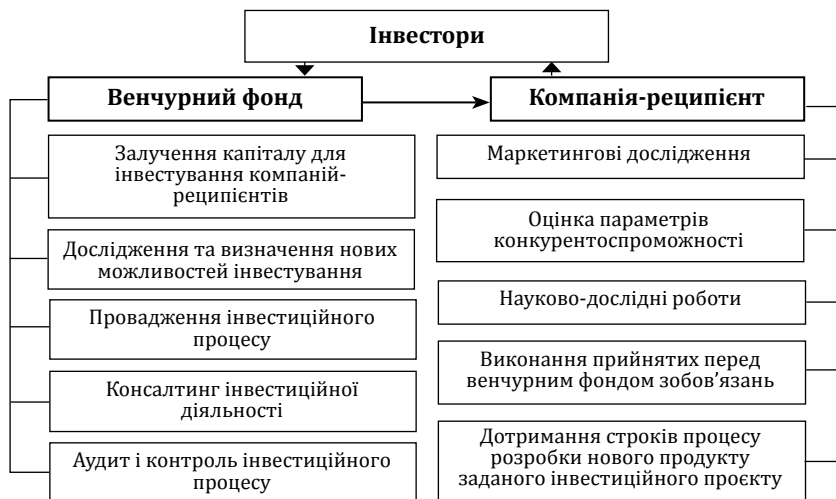 Інвестори
Венчурний фонд
Компанія-реципієнт
Залучення капіталу для
інвестування компаній-
реципієнтів
Дослідження та визначення нових
можливостей інвестування
Провадження інвестиційного
процесу
Консалтинг інвестиційної
діяльності
Аудит і контроль інвестиційного
процесу
Маркетингові дослідження
Оцінка параметрів
конкурентоспроможності
Науково-дослідні роботи
Виконання прийнятих перед
венчурним фондом зобов’язань
Дотримання строків процесу
розробки нового продукту
заданого інвестиційного проєкту